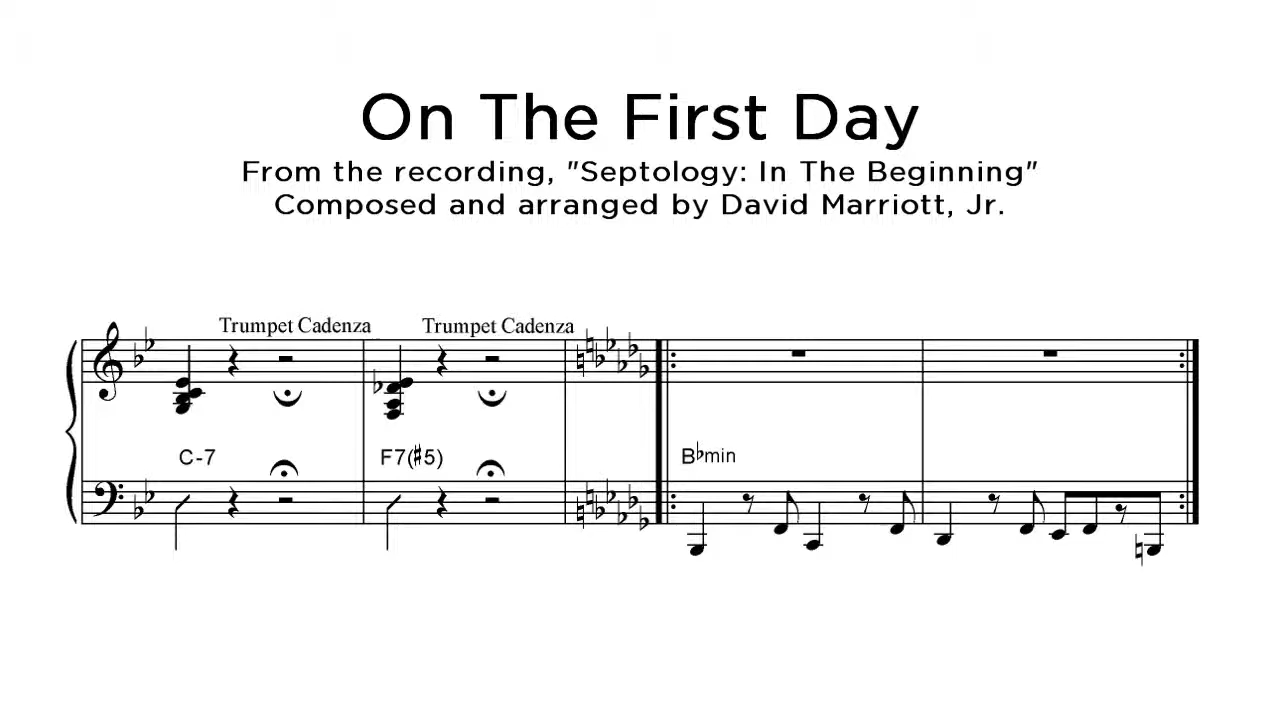 On The First Day
From the recording, "Septology: In The Beginning"
Composed and arranged by David Marriott, Jr.
Trumpet Cadenza Trumpet Cadenza
C-7 F7(#5) B♭min